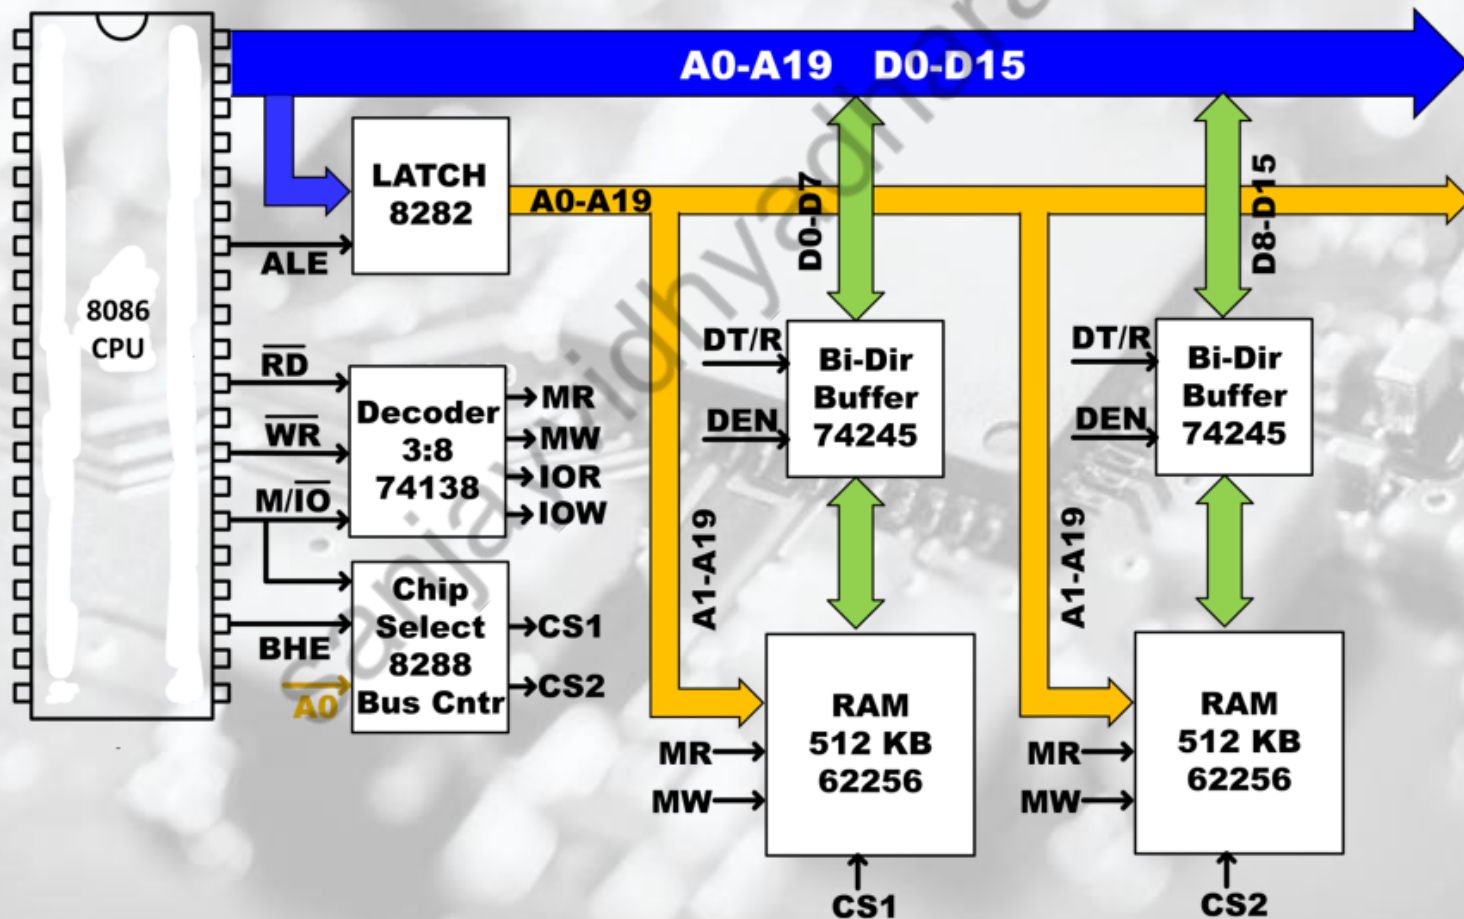 A0-A19 D0-D15
8086
CPU
LATCH
8282
A0-A19
ALE
D0-D7
D8-D15
RD
WR
M/IO
Decoder
3:8
74138
MR
MW
IOR
IOW
BHE
A0
Chip
Select
8288
Bus Cntr
CS1
CS2
DT/R
DEN
Bi-Dir
Buffer
74245
A1-A19
RAM
512 KB
62256
MR
MW
CS1
DT/R
DEN
Bi-Dir
Buffer
74245
A1-A19
RAM
512 KB
62256
MR
MW
CS2
sanjayvidhyadhara